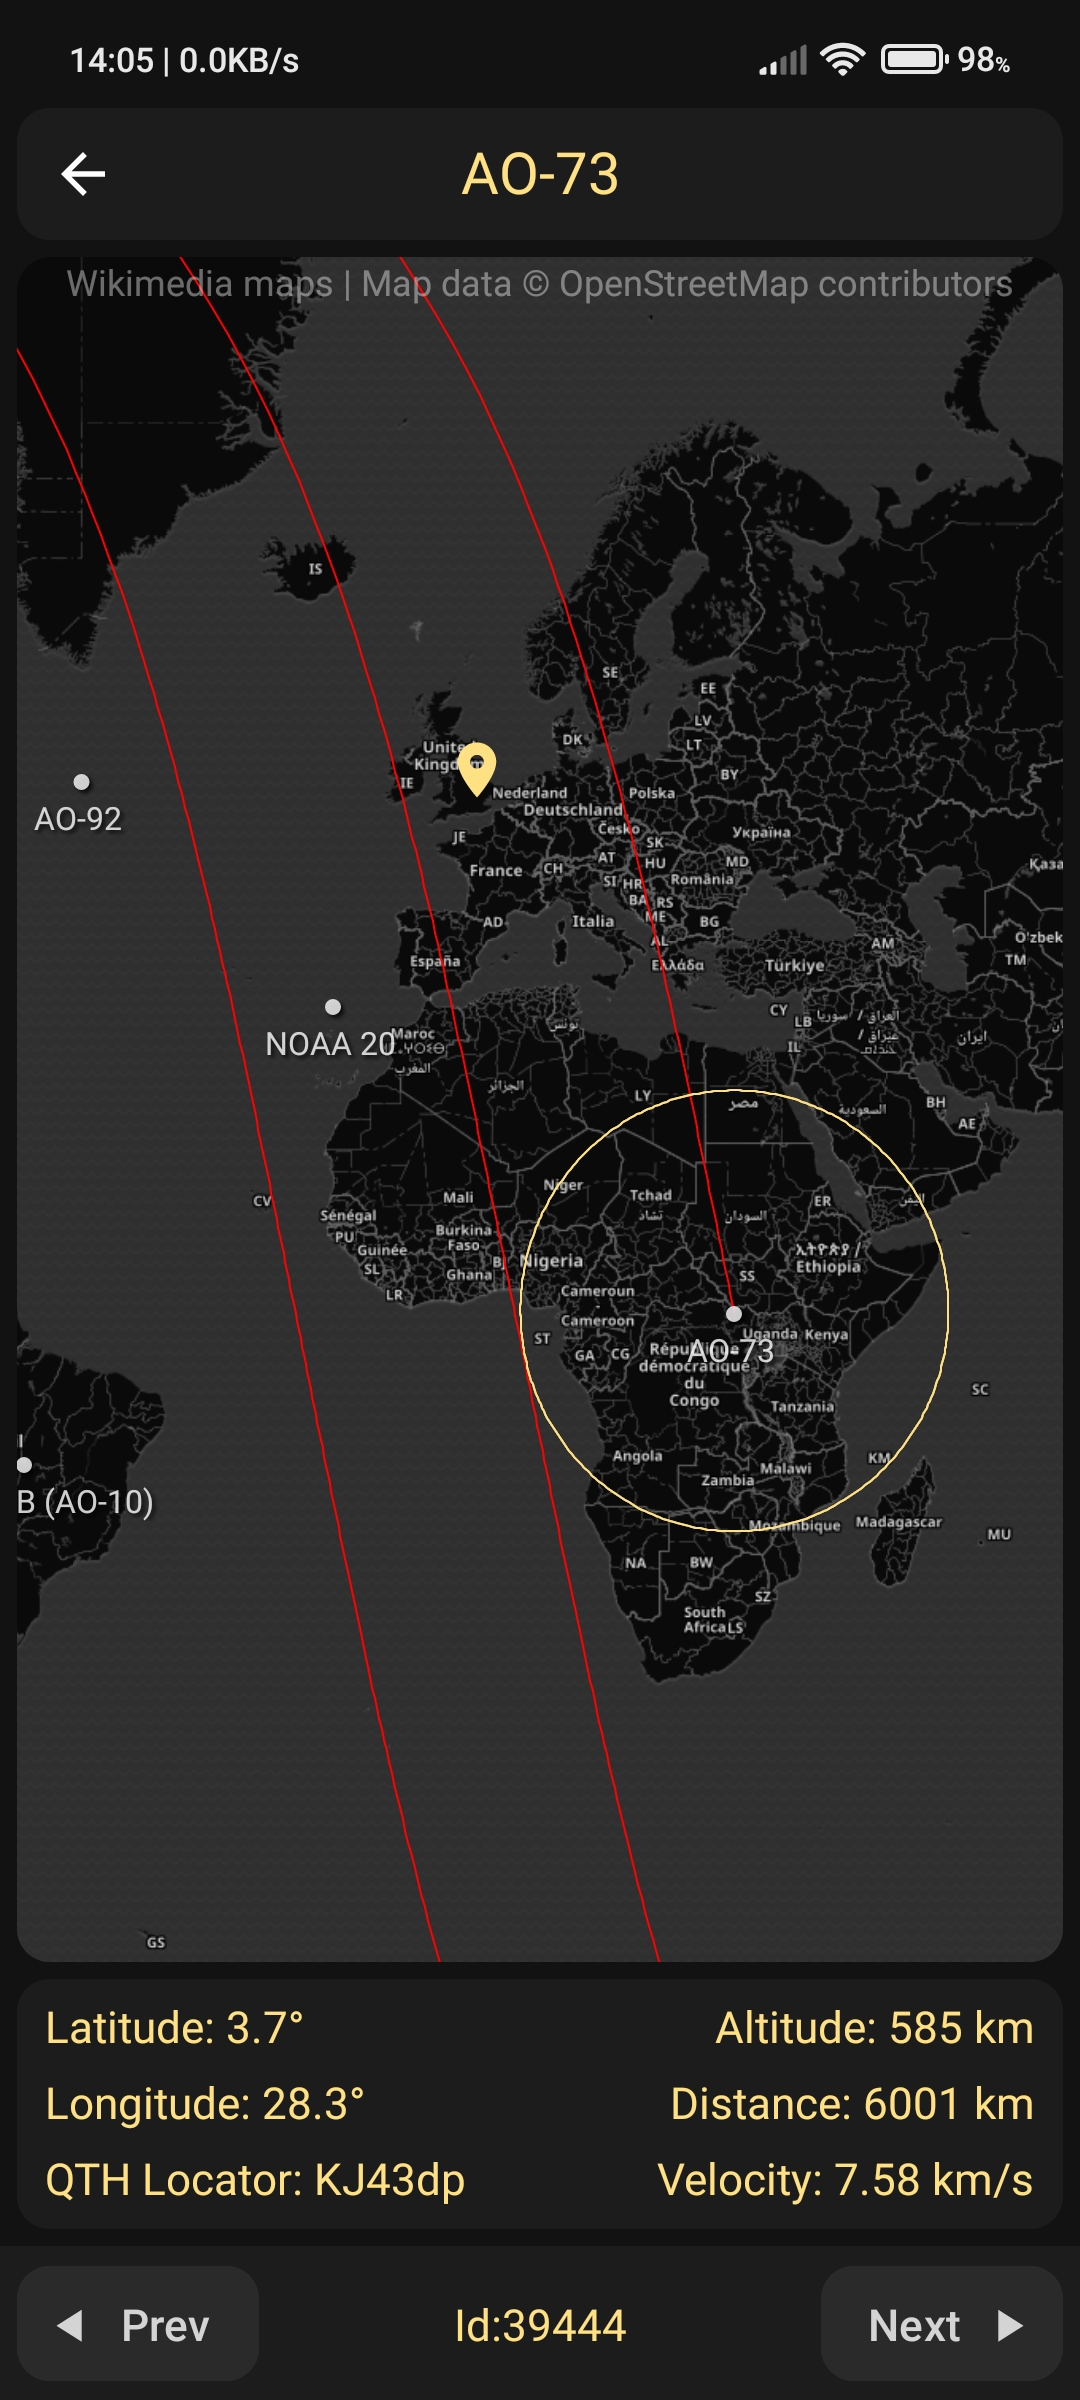 14:05 | 0.0KB/s
98%
AO-73
Wikimedia maps | Map data © OpenStreetMap contributors
IS
SE
EE
LV
LT
DK
United
Kingdom
IE
BY
Nederland
Polska
Deutschland
Česko
Україна
JE
SK
AT
HU
MD
France
CH
SI
HR
România
BA
RS
ME
AD
Italia
BG
AL
España
Ελλάδα
Türkiye
AM
O'zbek
TM
Қаза
AO-92
NOAA 20
Maroc
ⵍⵎⵖⵔⵉⴱ
المغرب
تونس
الجزائر
CY
LB
سوريا
العراق /
IL
ایران
LY
مصر
السعودية
BH
AE
CV
Mali
Niger
Tchad
تشاد
السودان
ER
اليمن
Sénégal
Burkina
Faso
PU
Guinée
SL
Ghana
BJ
Nigeria
ኢትዮጵያ /
Ethiopia
SS
LR
Cameroun
-
Cameroon
ST
GA
CG
République
démocratique
du
Congo
AO-73
Uganda
Kenya
Tanzania
SC
B (AO-10)
Angola
Zambia
Malawi
KM
Mozambique
Madagascar
MU
NA
BW
SZ
South
Africa
LS
GS
Latitude: 3.7°
Altitude: 585 km
Longitude: 28.3°
Distance: 6001 km
QTH Locator: KJ43dp
Velocity: 7.58 km/s
Prev
Id:39444
Next